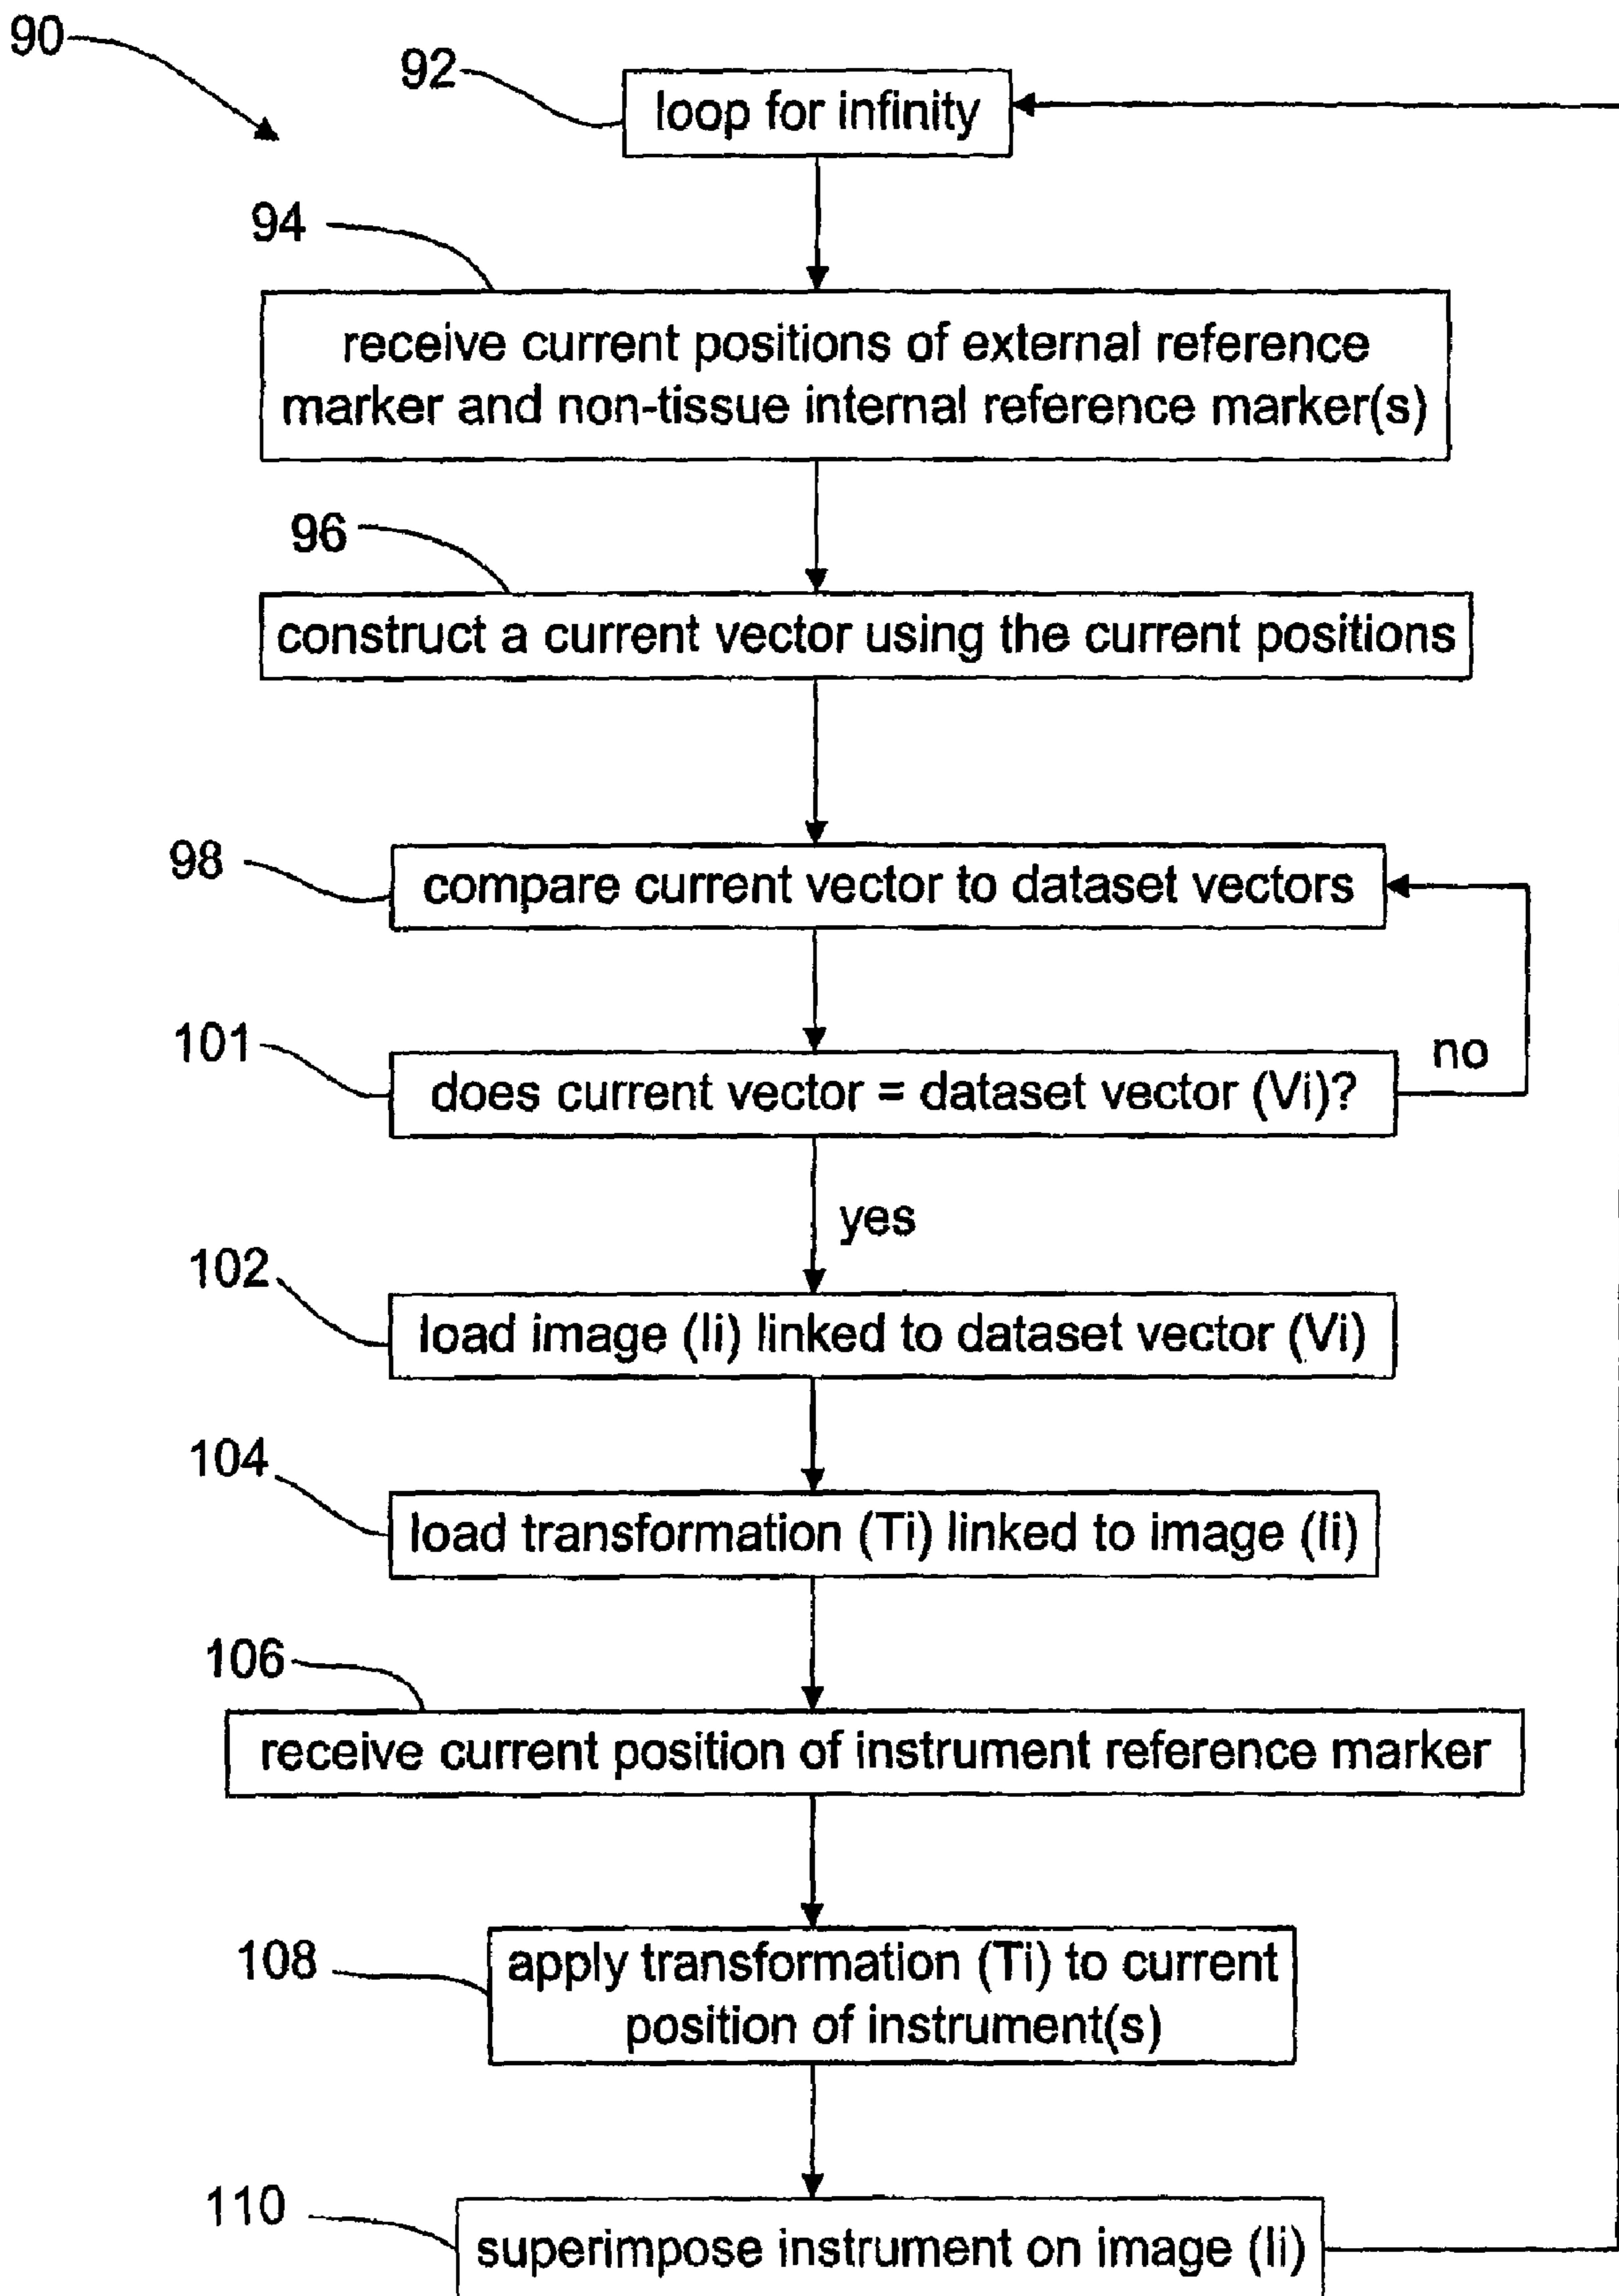 90
92
loop for infinity
94
receive current positions of external reference
marker and non-tissue internal reference marker(s)
96
construct a current vector using the current positions
98
compare current vector to dataset vectors
101
does current vector = dataset vector (Vi)?
no
yes
102
load image (Ii) linked to dataset vector (Vi)
104
load transformation (Ti) linked to image (Ii)
106
receive current position of instrument reference marker
108
apply transformation (Ti) to current
position of instrument(s)
110
superimpose instrument on image (Ii)